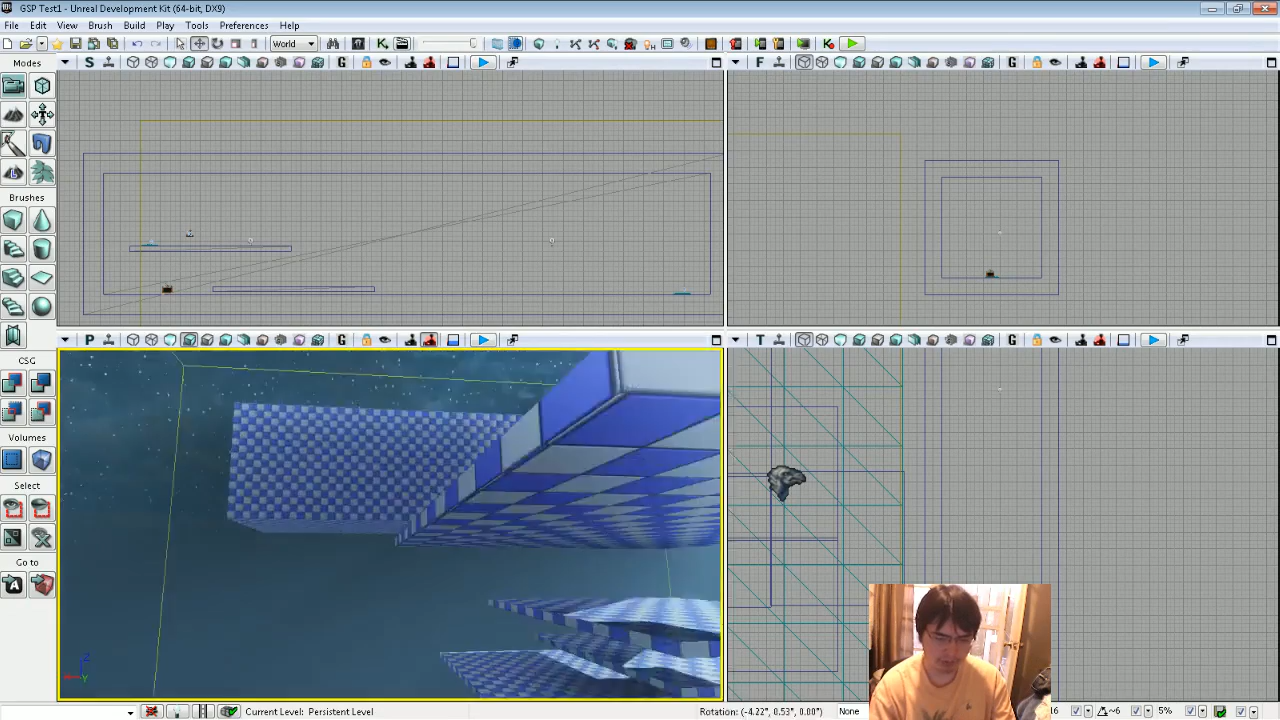 GSP Test1 - Unreal Development Kit (64-bit, DX9)
File Edit View Brush Build Play Tools Preferences Help
World
Modes
S G
F G
Brushes
P G
T G
CSG
Volumes
Select
Go to
Z
Y
Current Level: Persistent Level
Rotation: (-4.22°, 0.53°, 0.00°)
None
16
5%